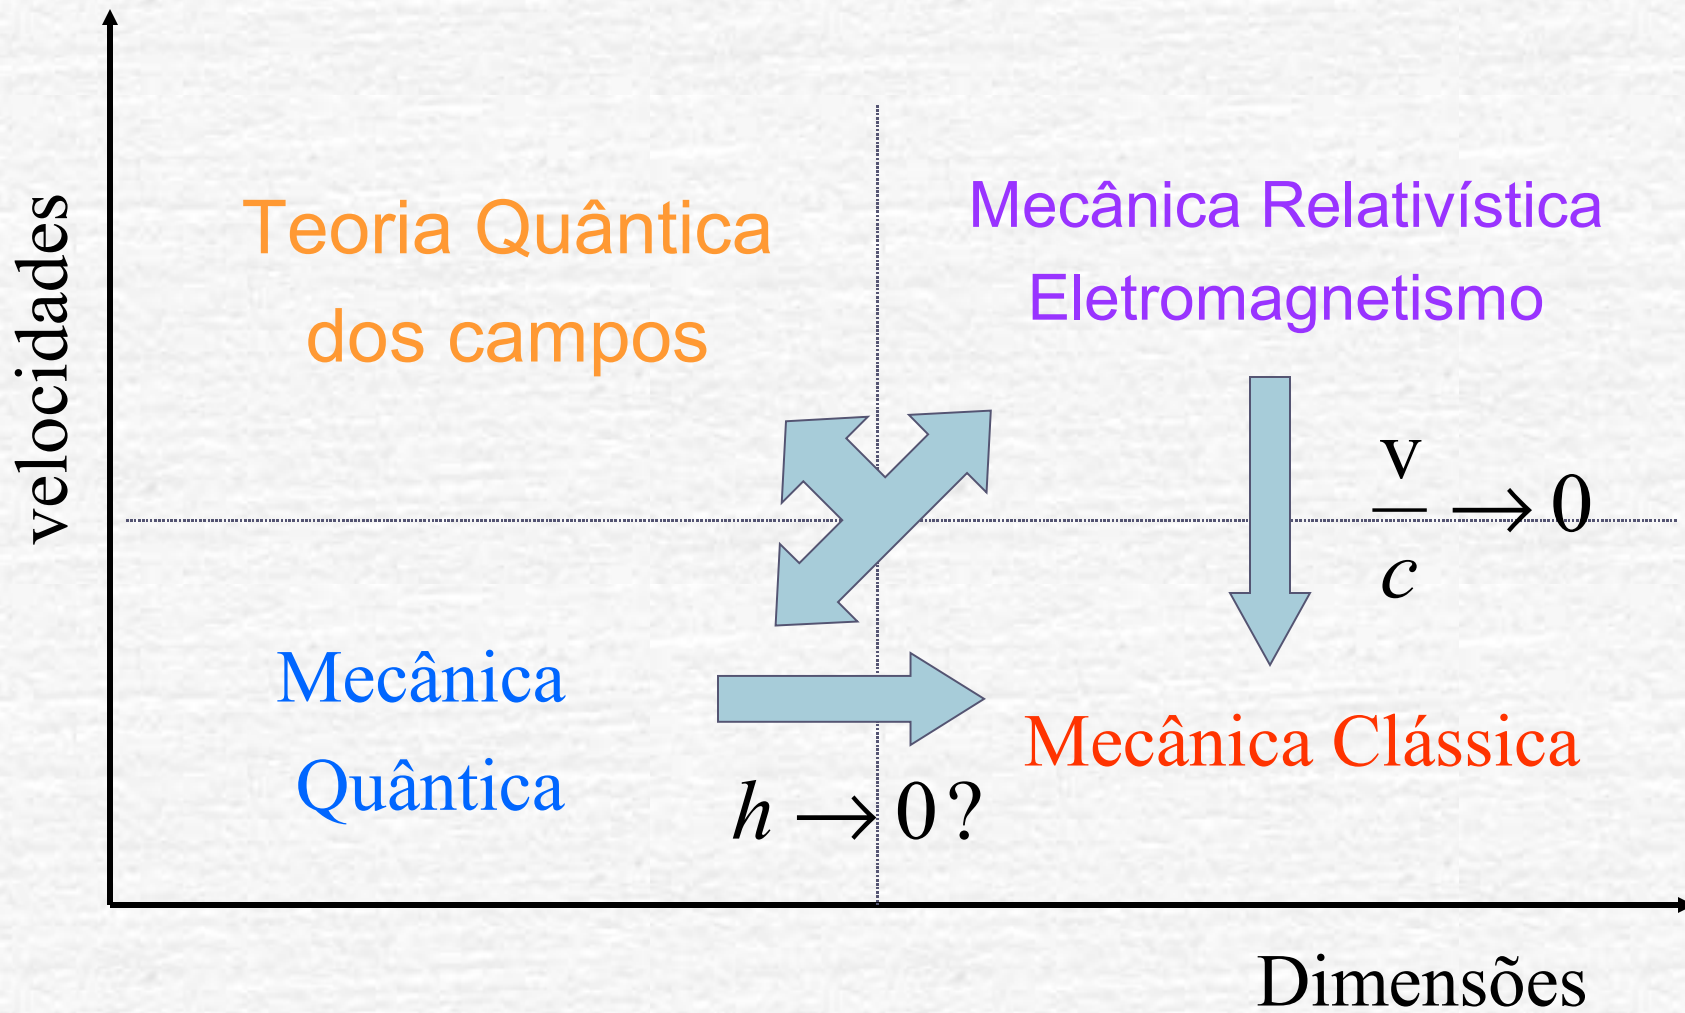 velocidades
Teoria Quântica
dos campos
Mecânica Relativística
Eletromagnetismo
v
c
→ 0
Mecânica
Quântica
h → 0 ?
Mecânica Clássica
Dimensões